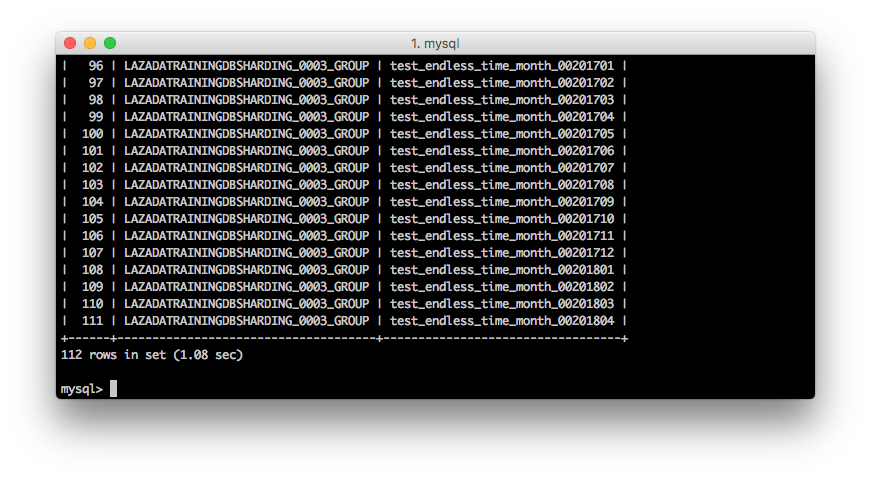 1. mysql
|   96 | LAZADATRAININGDBSHARDING_0003_GROUP | test_endless_time_month_00201701 |
|   97 | LAZADATRAININGDBSHARDING_0003_GROUP | test_endless_time_month_00201702 |
|   98 | LAZADATRAININGDBSHARDING_0003_GROUP | test_endless_time_month_00201703 |
|   99 | LAZADATRAININGDBSHARDING_0003_GROUP | test_endless_time_month_00201704 |
|  100 | LAZADATRAININGDBSHARDING_0003_GROUP | test_endless_time_month_00201705 |
|  101 | LAZADATRAININGDBSHARDING_0003_GROUP | test_endless_time_month_00201706 |
|  102 | LAZADATRAININGDBSHARDING_0003_GROUP | test_endless_time_month_00201707 |
|  103 | LAZADATRAININGDBSHARDING_0003_GROUP | test_endless_time_month_00201708 |
|  104 | LAZADATRAININGDBSHARDING_0003_GROUP | test_endless_time_month_00201709 |
|  105 | LAZADATRAININGDBSHARDING_0003_GROUP | test_endless_time_month_00201710 |
|  106 | LAZADATRAININGDBSHARDING_0003_GROUP | test_endless_time_month_00201711 |
|  107 | LAZADATRAININGDBSHARDING_0003_GROUP | test_endless_time_month_00201712 |
|  108 | LAZADATRAININGDBSHARDING_0003_GROUP | test_endless_time_month_00201801 |
|  109 | LAZADATRAININGDBSHARDING_0003_GROUP | test_endless_time_month_00201802 |
|  110 | LAZADATRAININGDBSHARDING_0003_GROUP | test_endless_time_month_00201803 |
|  111 | LAZADATRAININGDBSHARDING_0003_GROUP | test_endless_time_month_00201804 |
+------+-------------------------------------+----------------------------------+
112 rows in set (1.08 sec)
mysql>